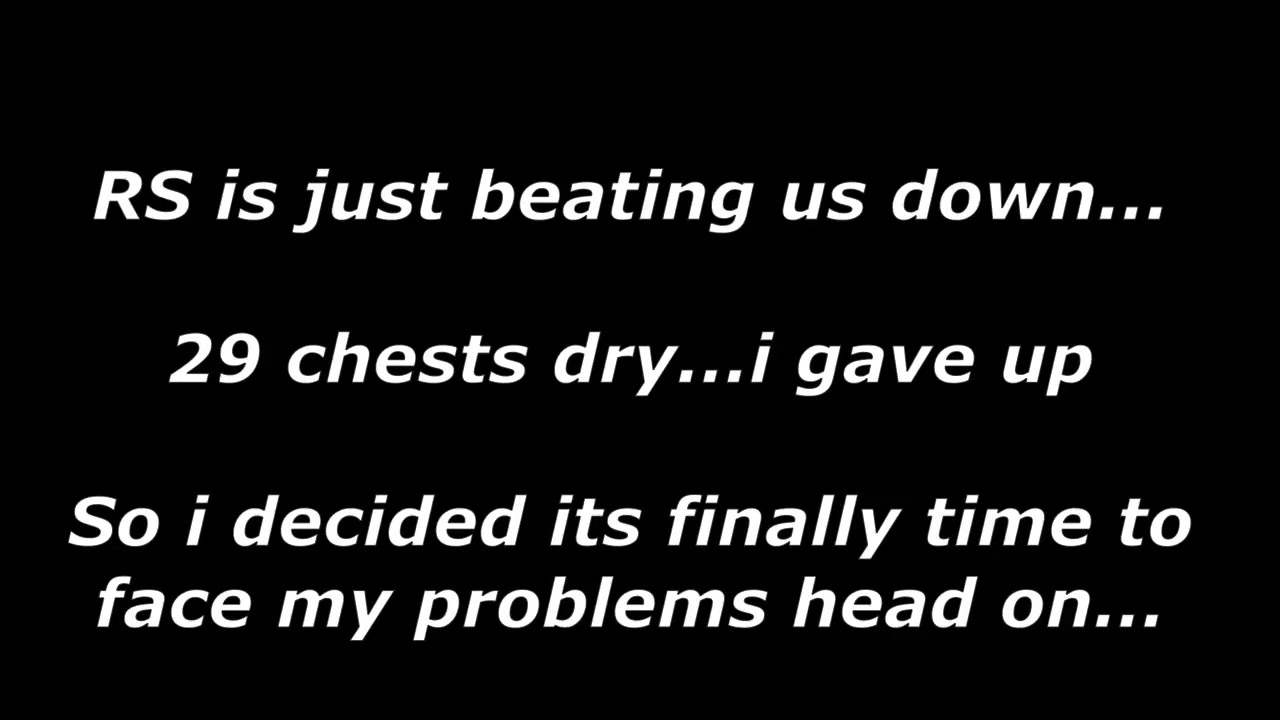 RS is just beating us down...
29 chests dry...i gave up
So i decided its finally time to
face my problems head on...